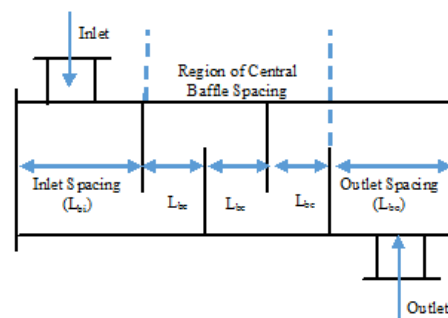 Inlet
Region of Central
Baffle Spacing
Inlet Spacing
(Lbi)
Lbc
Lbc
Lbc
Outlet Spacing
(Lbo)
Outlet